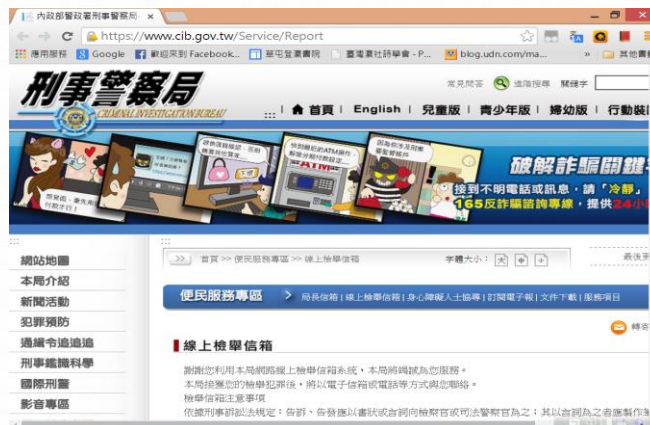 內政部警政署刑事警察局
https://www.cib.gov.tw/Service/Report
應用服務 Google 歡迎來到 Facebook... 草屯登瀛書院 臺灣瀛社詩學會 - P... blog.udn.com/ma... » 其他書
刑事警察局
CRIMINAL INVESTIGATION BUREAU
常見問答 進階搜尋 關鍵字
首頁 | English | 兒童版 | 青少年版 | 婦幼版 | 行動裝
破解詐騙關鍵
接到不明電話或訊息,請「冷靜」
165反詐騙諮詢專線,提供24小
網站地圖
本局介紹
新聞活動
犯罪預防
通緝令追追追
刑事鑑識科學
國際刑警
影音專區
首頁 >> 便民服務專區 >> 線上檢舉信箱
字體大小: 大 中 小
最後更
便民服務專區 > 局長信箱 | 線上檢舉信箱 | 身心障礙人士協尋 | 訂閱電子報 | 文件下載 | 服務項目
轉寄
線上檢舉信箱
謝謝您利用本局網路線上檢舉信箱系統,本局將竭誠為您服務。
本局接獲您的檢舉犯罪後,將以電子信箱或電話等方式與您聯絡。
檢舉信箱注意事項
依據刑事訴訟法規定:告訴、告發應以書狀或言詞向檢察官或司法警察官為之;其以言詞為之者應製作筆